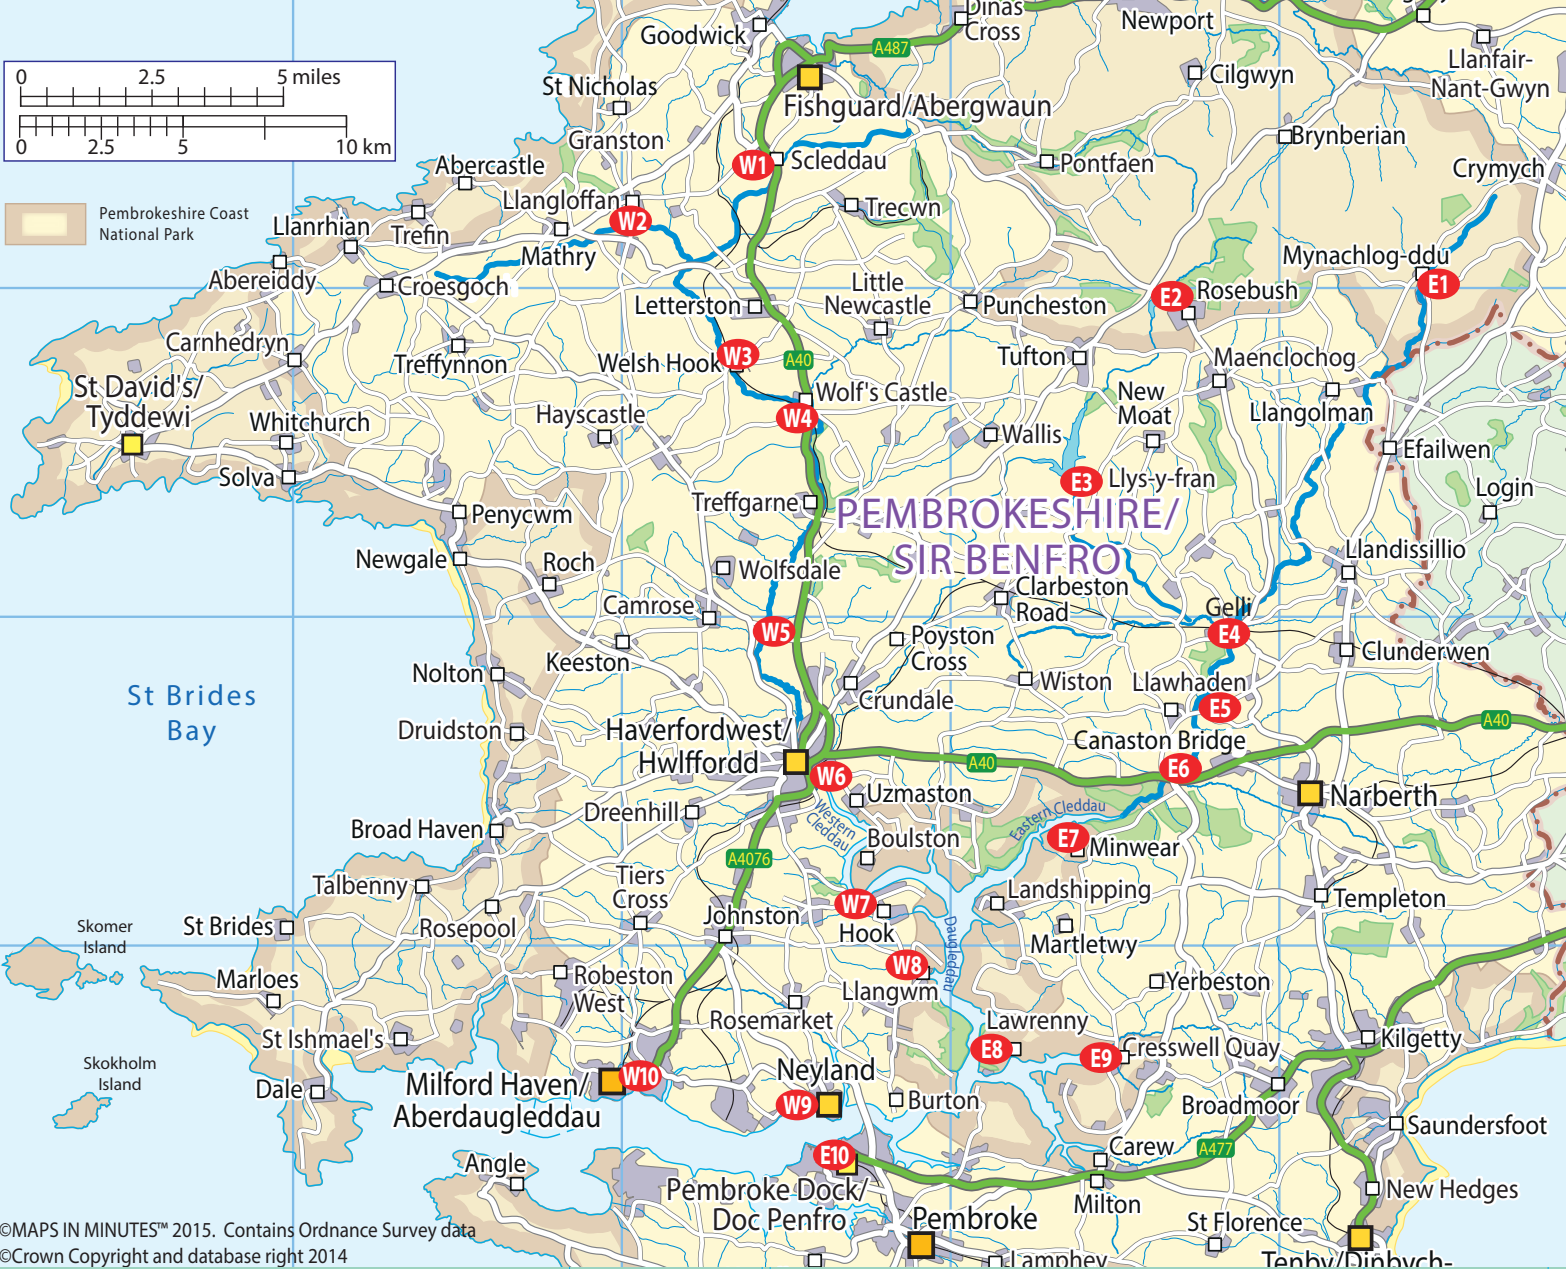 Goodwick
Dinas
Cross
Newport
A487
Llanfair-
Nant-Gwyn
0 2.5 5 miles
0 2.5 5 10 km
St Nicholas
Cilgwyn
Fishguard/Abergwaun
Granston
Brynberian
Abercastle
W1
Scleddau
Pontfaen
Crymych
Pembrokeshire Coast
National Park
Llangloffan
W2
Trecwn
Llanrhian
Trefin
Mathry
Mynachlog-ddu
Abereiddy
Croesgoch
Little
Newcastle
E2
Rosebush
E1
Letterston
Puncheston
Carnhedryn
Treffynnon
Welsh Hook
W3
A40
Tufton
Maenclochog
St David's/
Tyddewi
Whitchurch
Hayscastle
Wolf's Castle
W4
New
Moat
Llangolman
Wallis
Efailwen
Solva
E3
Llys-y-fran
Login
Penycwm
Treffgarne
PEMBROKESHIRE/
SIR BENFRO
Newgale
Roch
Wolfsdale
Llandissillio
Camrose
Clarbeston
Road
Gelli
W5
E4
Keeston
Poyston
Cross
Clunderwen
Nolton
Wiston
Llawhaden
St Brides
Bay
Crundale
E5
Druidston
Haverfordwest/
Hwlffordd
Canaston Bridge
A40
A40
W6
E6
Uzmaston
Narberth
Dreenhill
Western
Cleddau
Eastern Cleddau
Broad Haven
Boulston
E7
Minwear
A4076
Talbenny
Tiers
Cross
Landshipping
Templeton
Skomer
Island
St Brides
Rosepool
Johnston
W7
Hook
Daugleddau
Martletwy
Marloes
Robeston
West
W8
Llangwm
Yerbeston
Rosemarket
Lawrenny
St Ishmael's
E8
E9
Cresswell Quay
Kilgetty
Skokholm
Island
Dale
Milford Haven/
Aberdaugleddau
W10
Neyland
W9
Burton
Broadmoor
Saundersfoot
Angle
E10
Carew
A477
Pembroke Dock/
Doc Penfro
Milton
New Hedges
Pembroke
St Florence
©MAPS IN MINUTES™ 2015. Contains Ordnance Survey data
©Crown Copyright and database right 2014
Lamphey
Tenby/Dinbych-